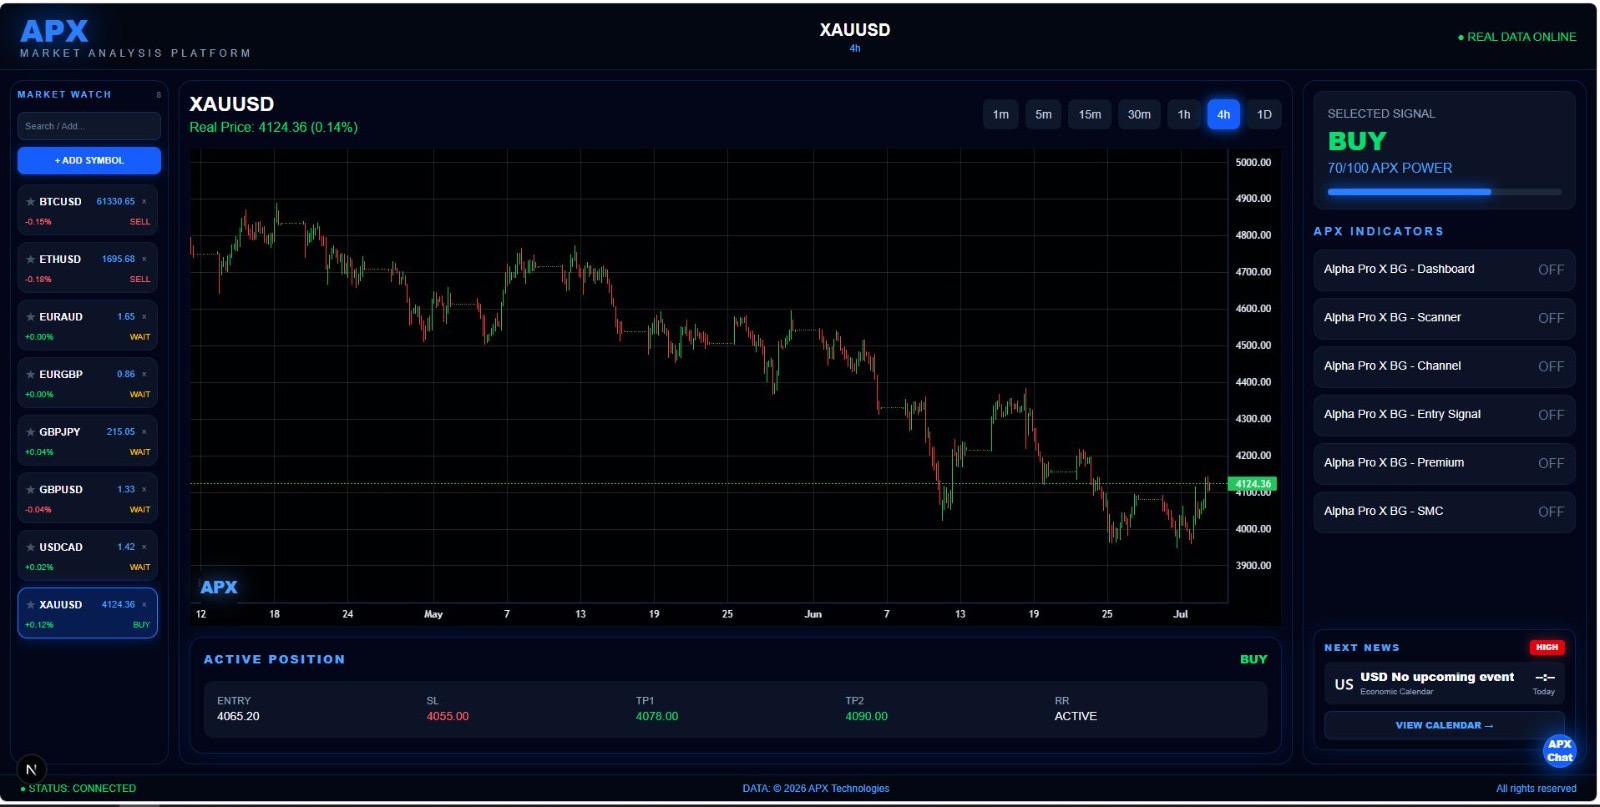 APX
MARKET ANALYSIS PLATFORM
XAUUSD
4h
● REAL DATA ONLINE
MARKET WATCH 8
Search / Add...
+ ADD SYMBOL
★ BTCUSD 61330.65 ×
-0.15% SELL
★ ETHUSD 1695.68 ×
-0.18% SELL
★ EURAUD 1.65 ×
+0.00% WAIT
★ EURGBP 0.86 ×
+0.00% WAIT
★ GBPJPY 215.05 ×
+0.04% WAIT
★ GBPUSD 1.33 ×
-0.04% WAIT
★ USDCAD 1.42 ×
+0.02% WAIT
★ XAUUSD 4124.36 ×
+0.12% BUY
XAUUSD
Real Price: 4124.36 (0.14%)
1m 5m 15m 30m 1h 4h 1D
5000.00
4900.00
4800.00
4700.00
4600.00
4500.00
4400.00
4300.00
4200.00
4124.36
4100.00
4000.00
3900.00
APX
12 18 24 May 7 13 19 25 Jun 7 13 19 25 Jul
ACTIVE POSITION BUY
ENTRY SL TP1 TP2 RR
4065.20 4055.00 4078.00 4090.00 ACTIVE
SELECTED SIGNAL
BUY
70/100 APX POWER
APX INDICATORS
Alpha Pro X BG - Dashboard OFF
Alpha Pro X BG - Scanner OFF
Alpha Pro X BG - Channel OFF
Alpha Pro X BG - Entry Signal OFF
Alpha Pro X BG - Premium OFF
Alpha Pro X BG - SMC OFF
NEXT NEWS HIGH
US USD No upcoming event --:--
Economic Calendar Today
VIEW CALENDAR →
APX
Chat
N
● STATUS: CONNECTED
DATA: © 2026 APX Technologies
All rights reserved